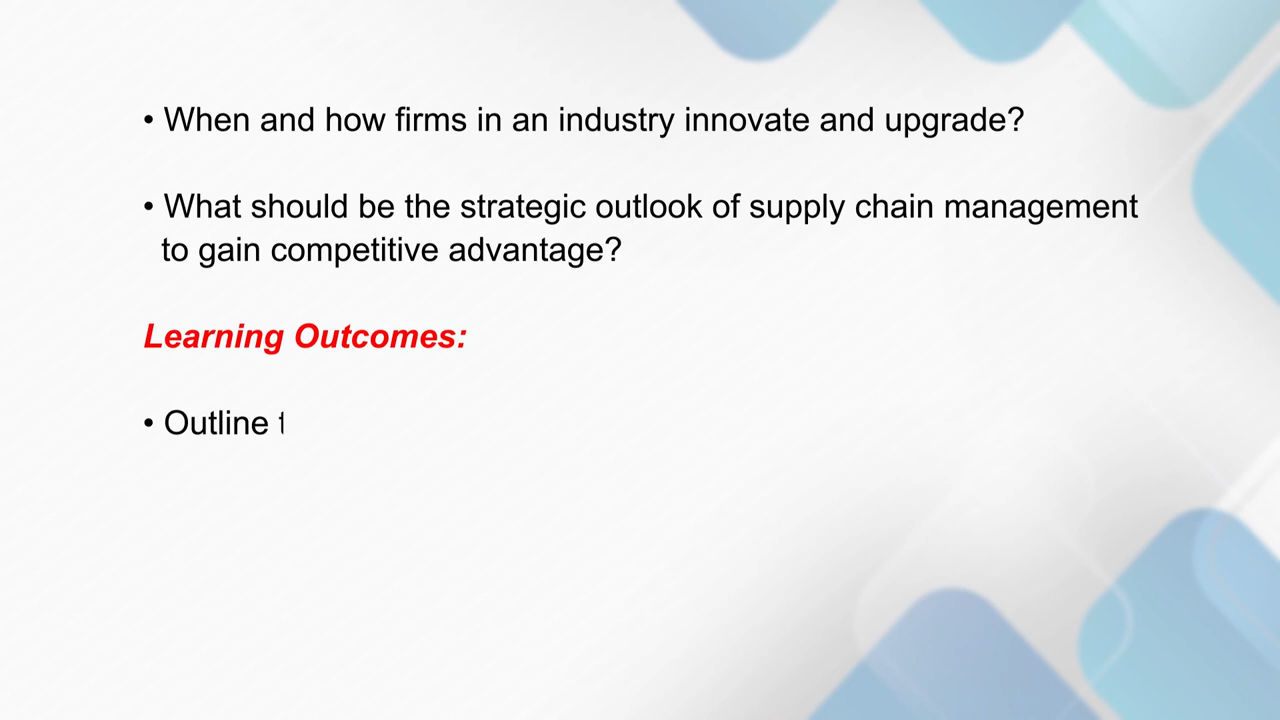 • When and how firms in an industry innovate and upgrade?
• What should be the strategic outlook of supply chain management
to gain competitive advantage?
Learning Outcomes:
• Outline